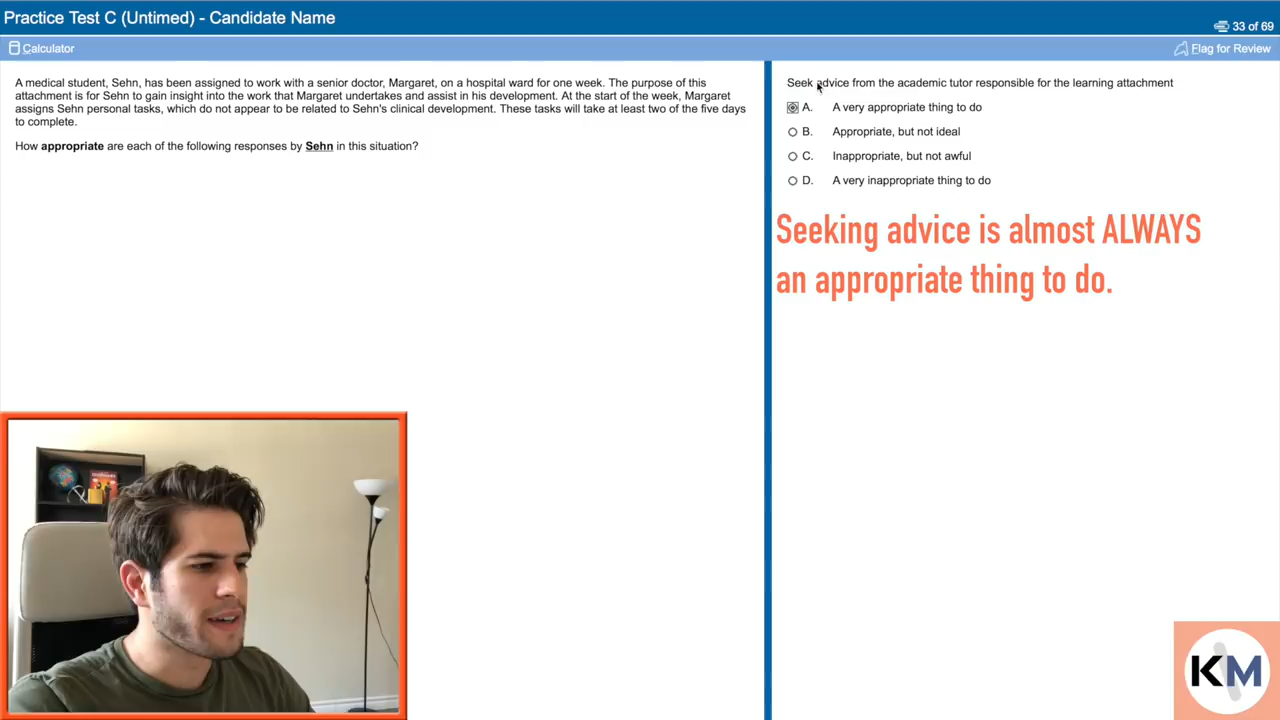 Practice Test C (Untimed) - Candidate Name
33 of 69
Calculator
Flag for Review
A medical student, Sehn, has been assigned to work with a senior doctor, Margaret, on a hospital ward for one week. The purpose of this
attachment is for Sehn to gain insight into the work that Margaret undertakes and assist in his development. At the start of the week, Margaret
assigns Sehn personal tasks, which do not appear to be related to Sehn's clinical development. These tasks will take at least two of the five days
to complete.
How appropriate are each of the following responses by Sehn in this situation?
Seek advice from the academic tutor responsible for the learning attachment
A. A very appropriate thing to do
B. Appropriate, but not ideal
C. Inappropriate, but not awful
D. A very inappropriate thing to do
Seeking advice is almost ALWAYS
an appropriate thing to do.
KM